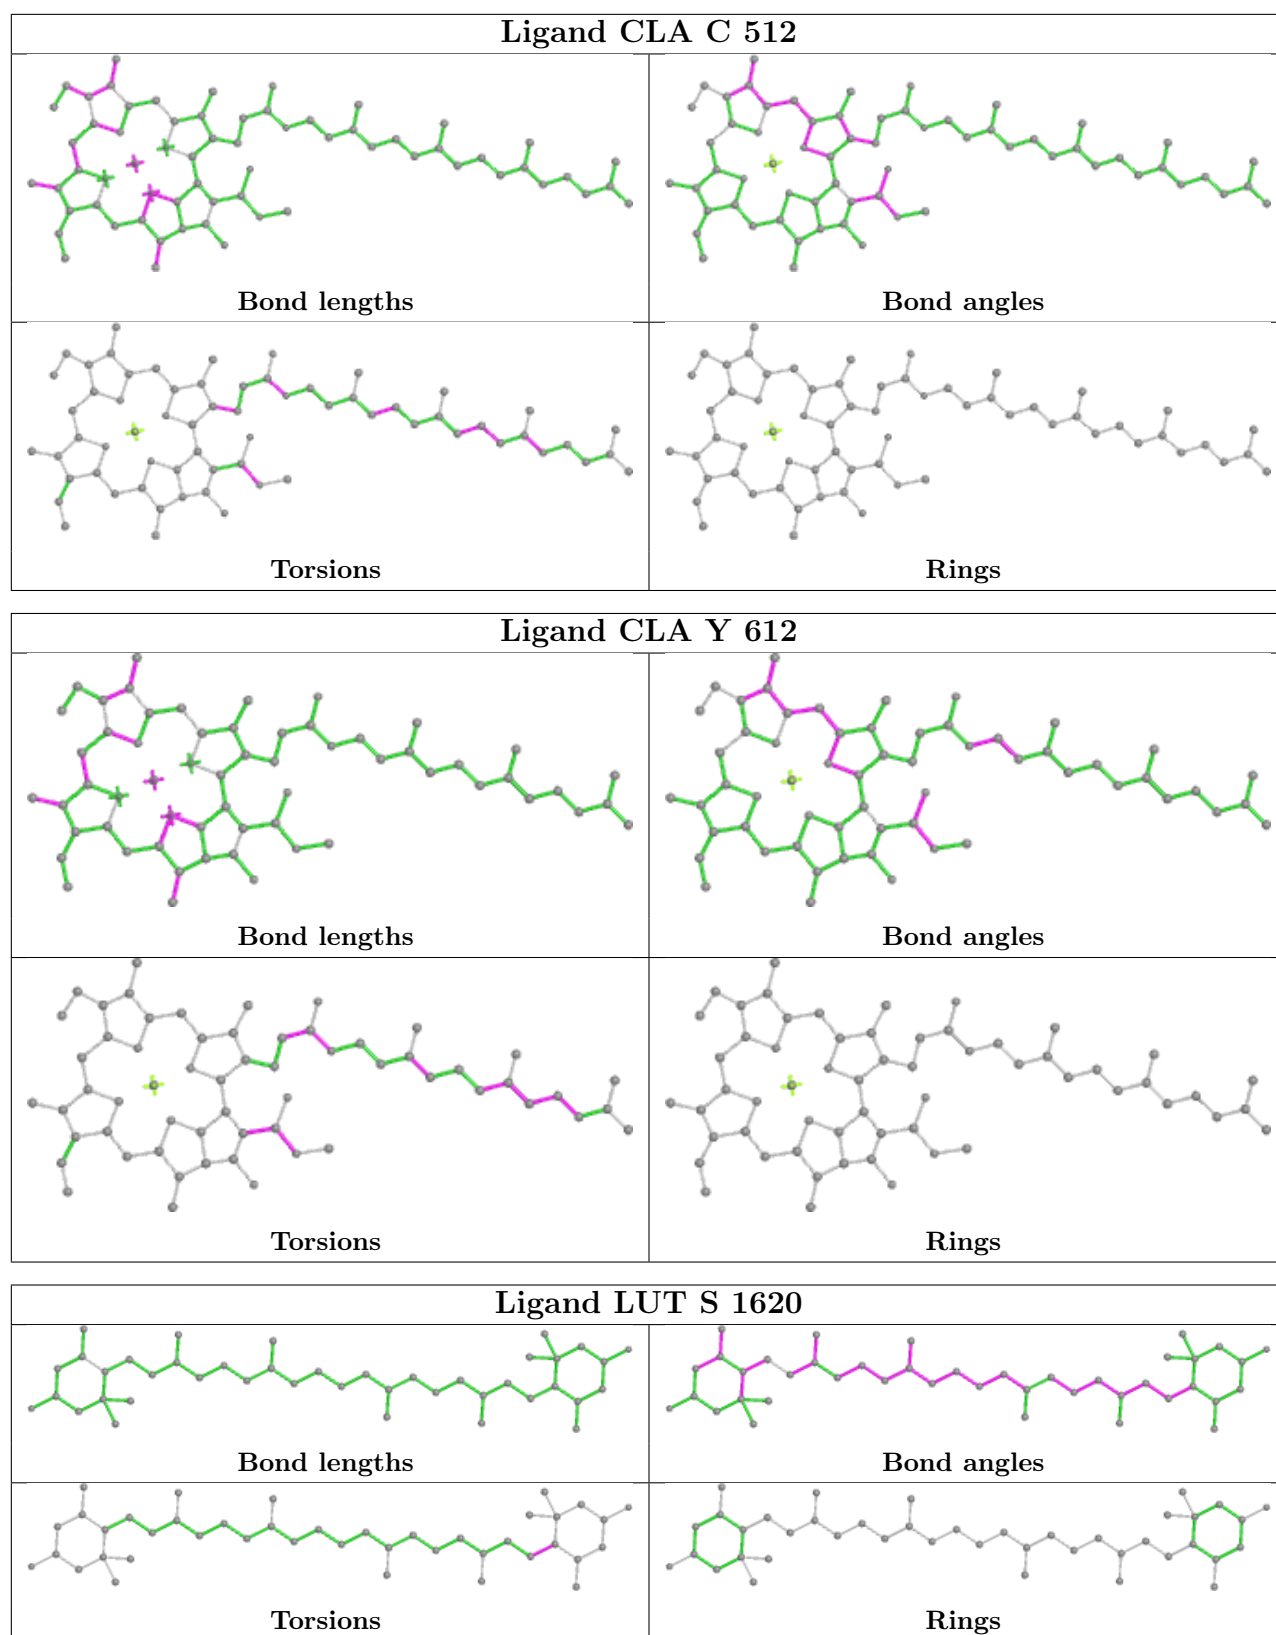 Ligand CLA C 512
Bond lengths
Bond angles
Torsions
Rings
Ligand CLA Y 612
Bond lengths
Bond angles
Torsions
Rings
Ligand LUT S 1620
Bond lengths
Bond angles
Torsions
Rings